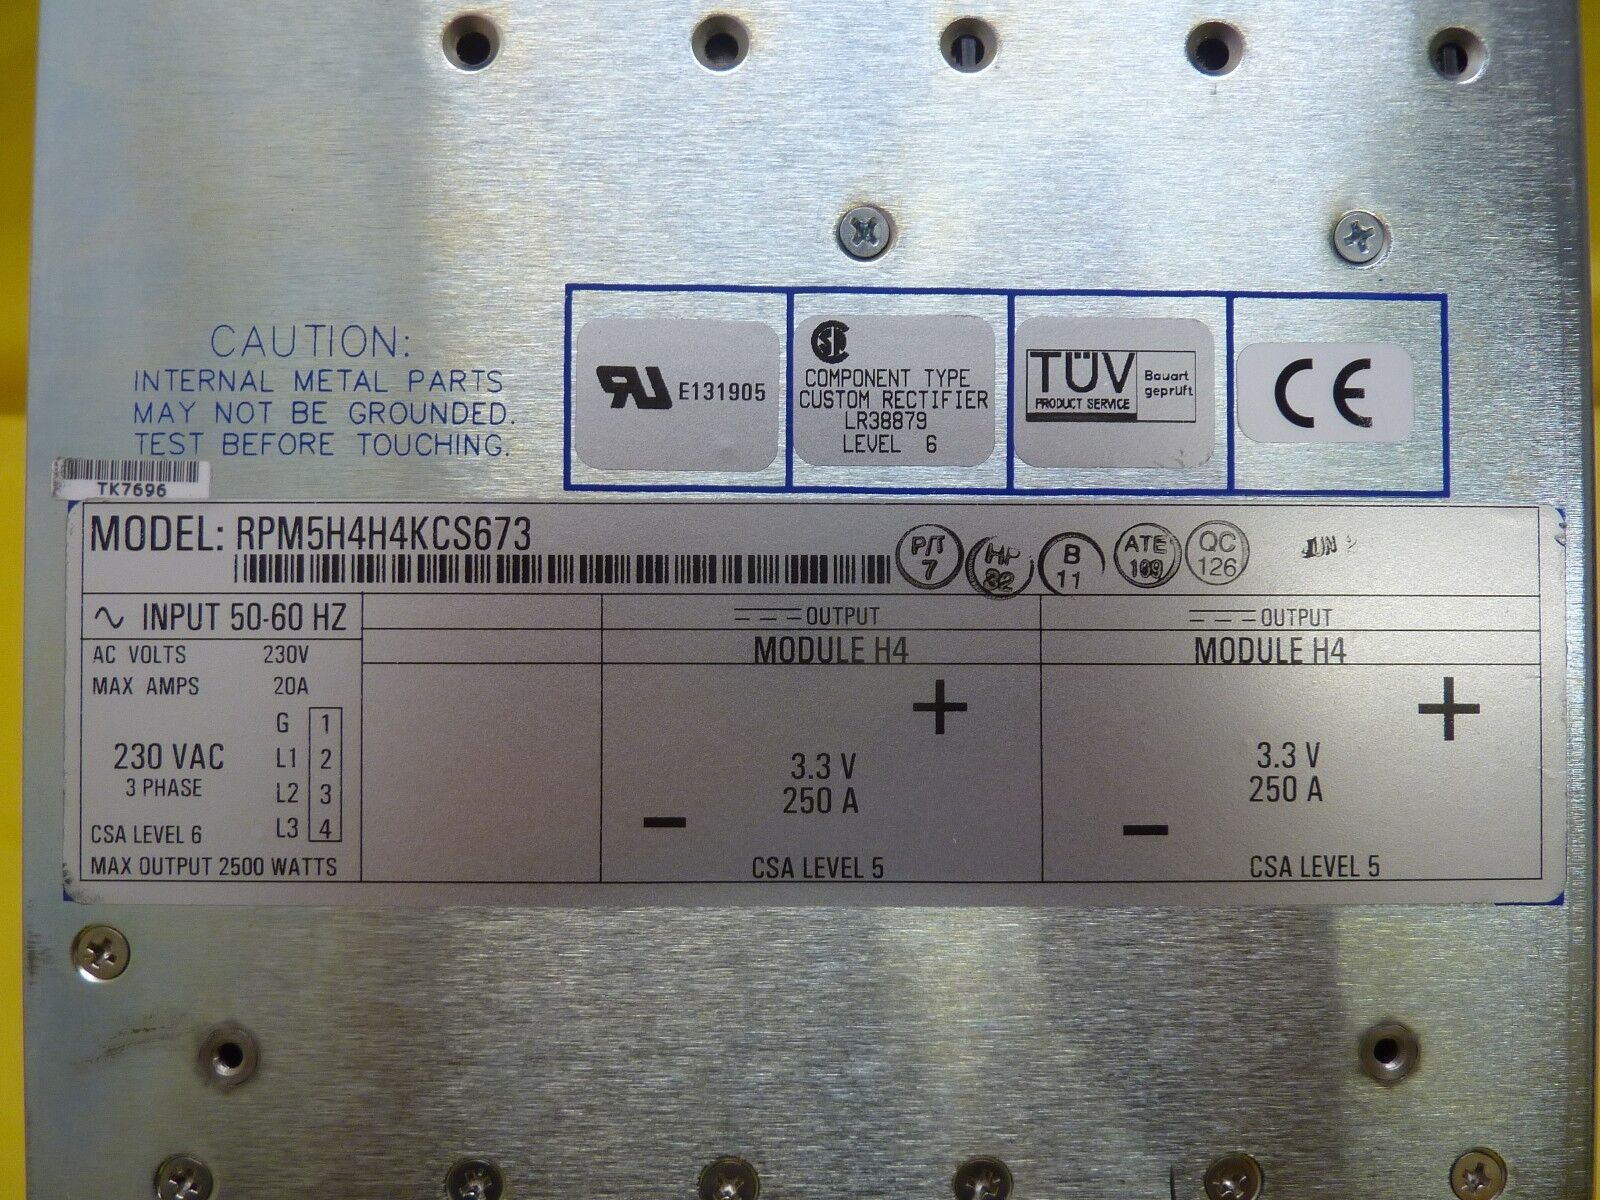 CAUTION:
INTERNAL METAL PARTS
MAY NOT BE GROUNDED.
TEST BEFORE TOUCHING.
E131905
COMPONENT TYPE
CUSTOM RECTIFIER
LR38879
LEVEL 6
TÜV
PRODUCT SERVICE
Bauart
geprüft
CE
TK7696
MODEL: RPM5H4H4KCS673
P/T
7
HP
82
B
11
ATE
109
QC
126
JUN
INPUT 50-60 HZ
AC VOLTS 230V
MAX AMPS 20A
G 1
L1 2
L2 3
L3 4
230 VAC
3 PHASE
CSA LEVEL 6
MAX OUTPUT 2500 WATTS
OUTPUT
MODULE H4
+
3.3 V
250 A
−
CSA LEVEL 5
OUTPUT
MODULE H4
+
3.3 V
250 A
−
CSA LEVEL 5